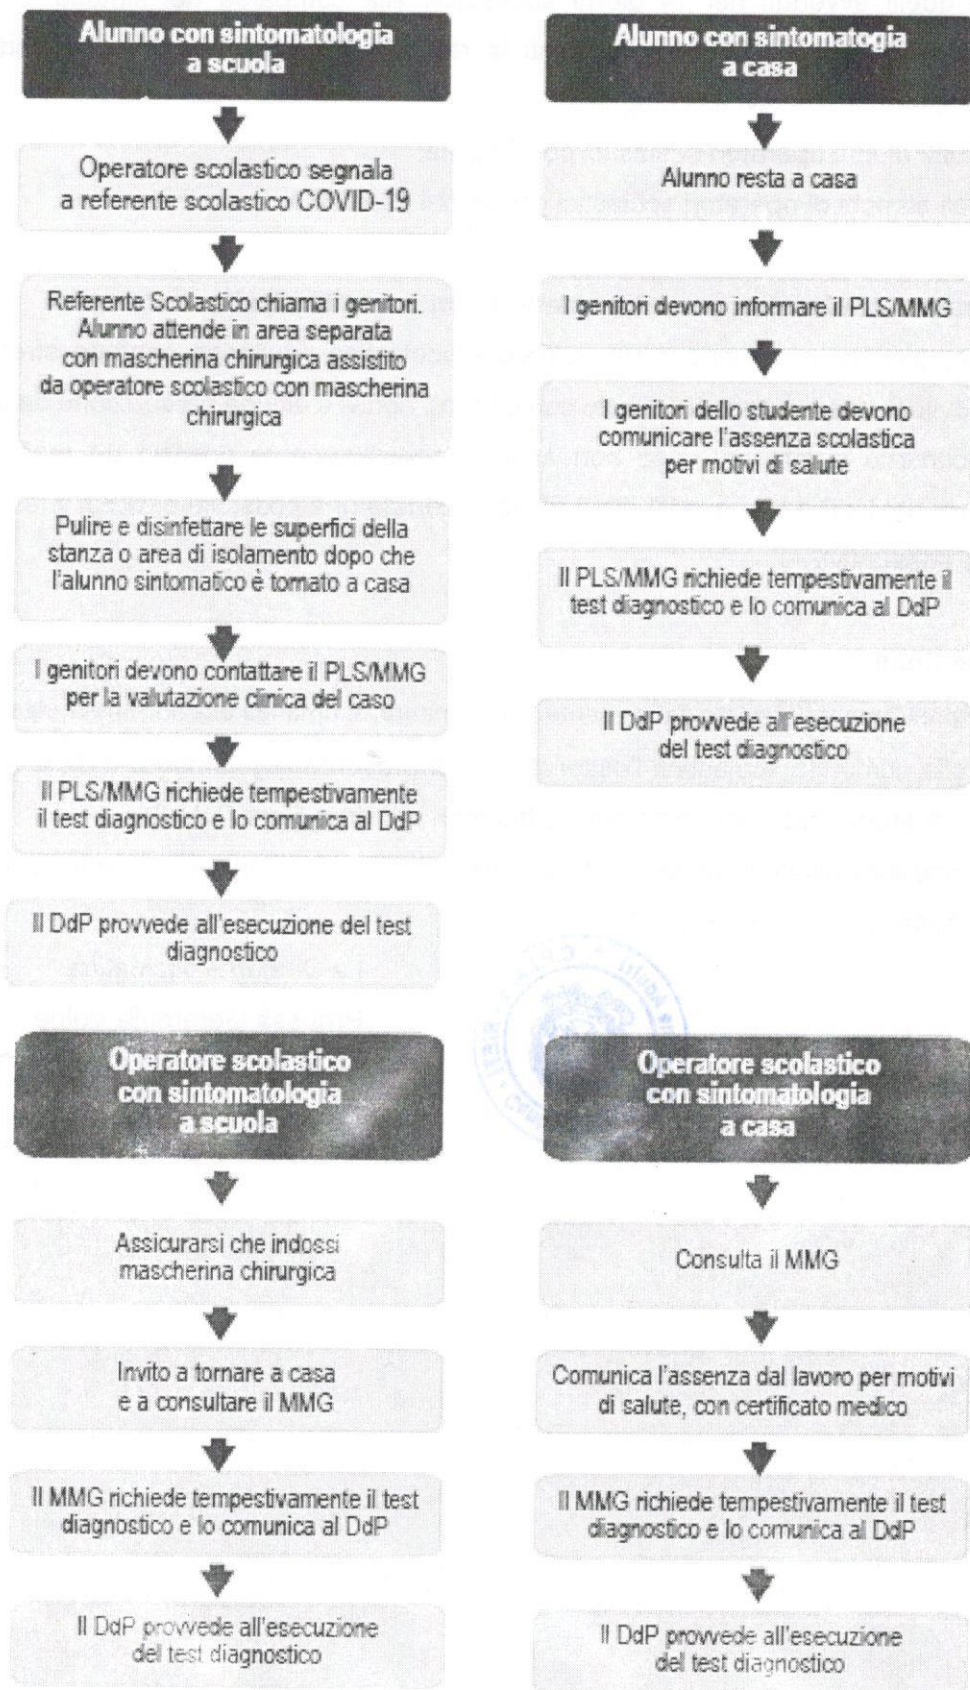 Alunno con sintomatologia
a scuola
Operatore scolastico segnala
a referente scolastico COVID-19
Referente Scolastico chiama i genitori.
Alunno attende in area separata
con mascherina chirurgica assistito
da operatore scolastico con mascherina
chirurgica
Pulire e disinfettare le superfici della
stanza o area di isolamento dopo che
l'alunno sintomatico è tornato a casa
I genitori devono contattare il PLS/MMG
per la valutazione clinica del caso
Il PLS/MMG richiede tempestivamente
il test diagnostico e lo comunica al DdP
Il DdP provvede all'esecuzione del test
diagnostico
Alunno con sintomatogia
a casa
Alunno resta a casa
I genitori devono informare il PLS/MMG
I genitori dello studente devono
comunicare l'assenza scolastica
per motivi di salute
Il PLS/MMG richiede tempestivamente il
test diagnostico e lo comunica al DdP
Il DdP provvede all'esecuzione
del test diagnostico
Operatore scolastico
con sintomatologia
a scuola
Assicurarsi che indossi
mascherina chirurgica
Invito a tornare a casa
e a consultare il MMG
Il MMG richiede tempestivamente il test
diagnostico e lo comunica al DdP
Il DdP provvede all'esecuzione
del test diagnostico
Operatore scolastico
con sintomatologia
a casa
Consulta il MMG
Comunica l'assenza dal lavoro per motivi
di salute, con certificato medico
Il MMG richiede tempestivamente il test
diagnostico e lo comunica al DdP
Il DdP provvede all'esecuzione
del test diagnostico